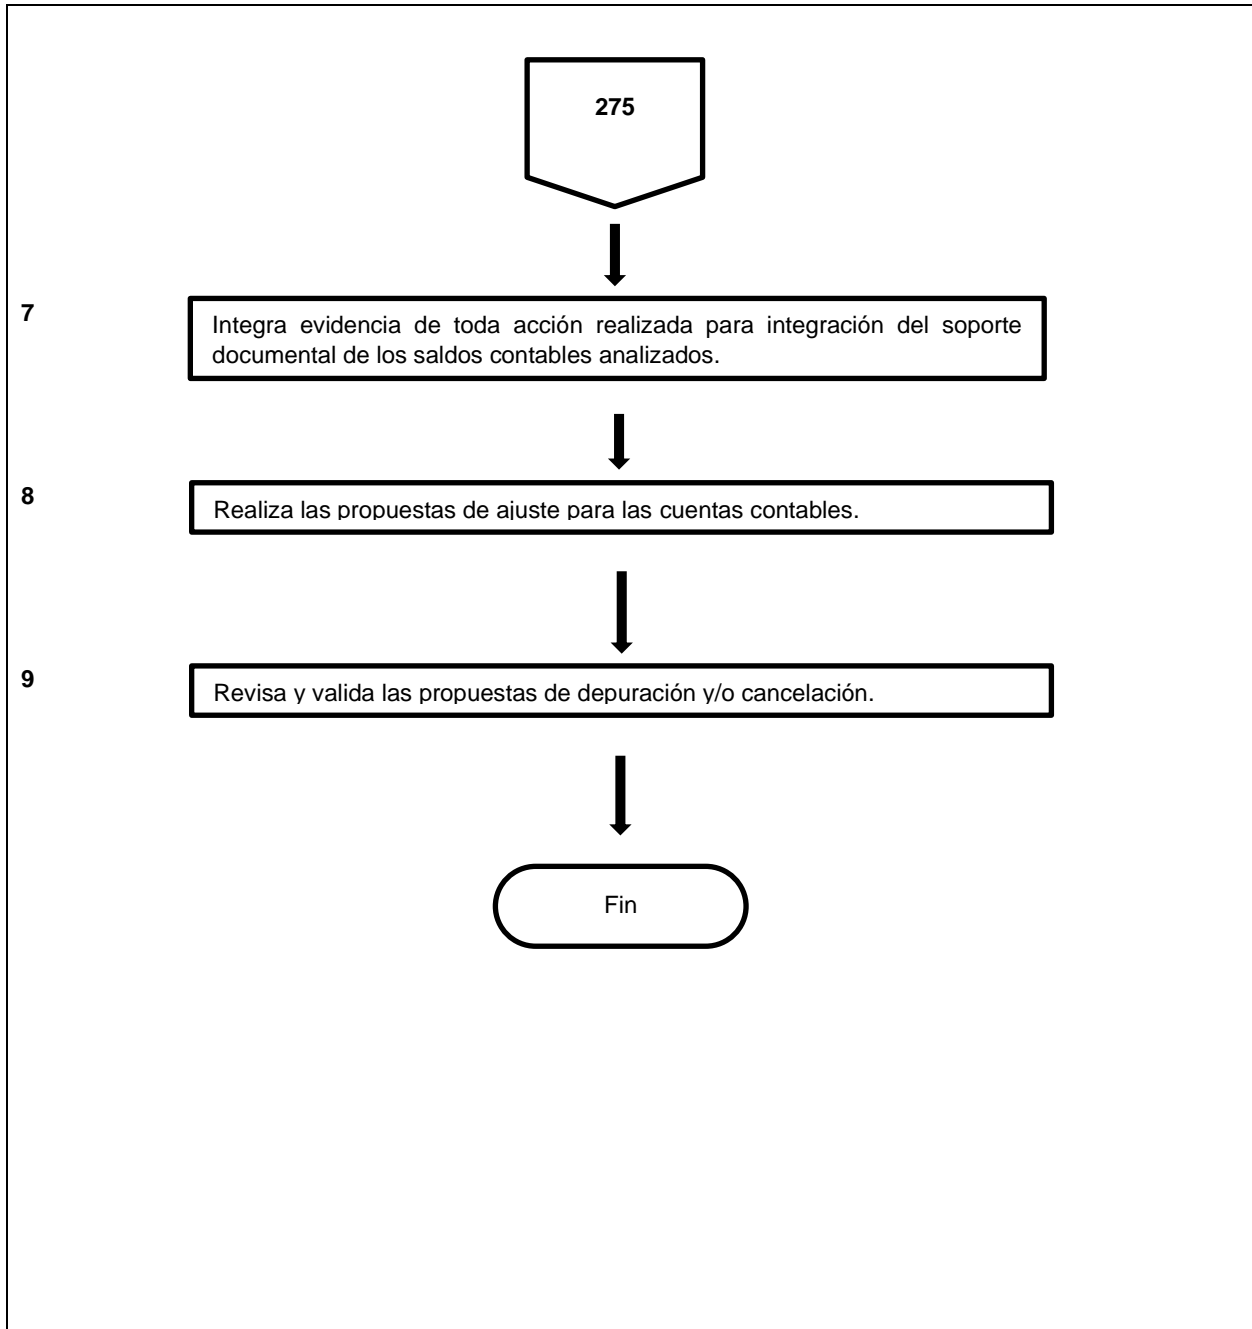 275
7
Integra evidencia de toda acción realizada para integración del soporte
documental de los saldos contables analizados.
8
Realiza las propuestas de ajuste para las cuentas contables.
9
Revisa y valida las propuestas de depuración y/o cancelación.
Fin